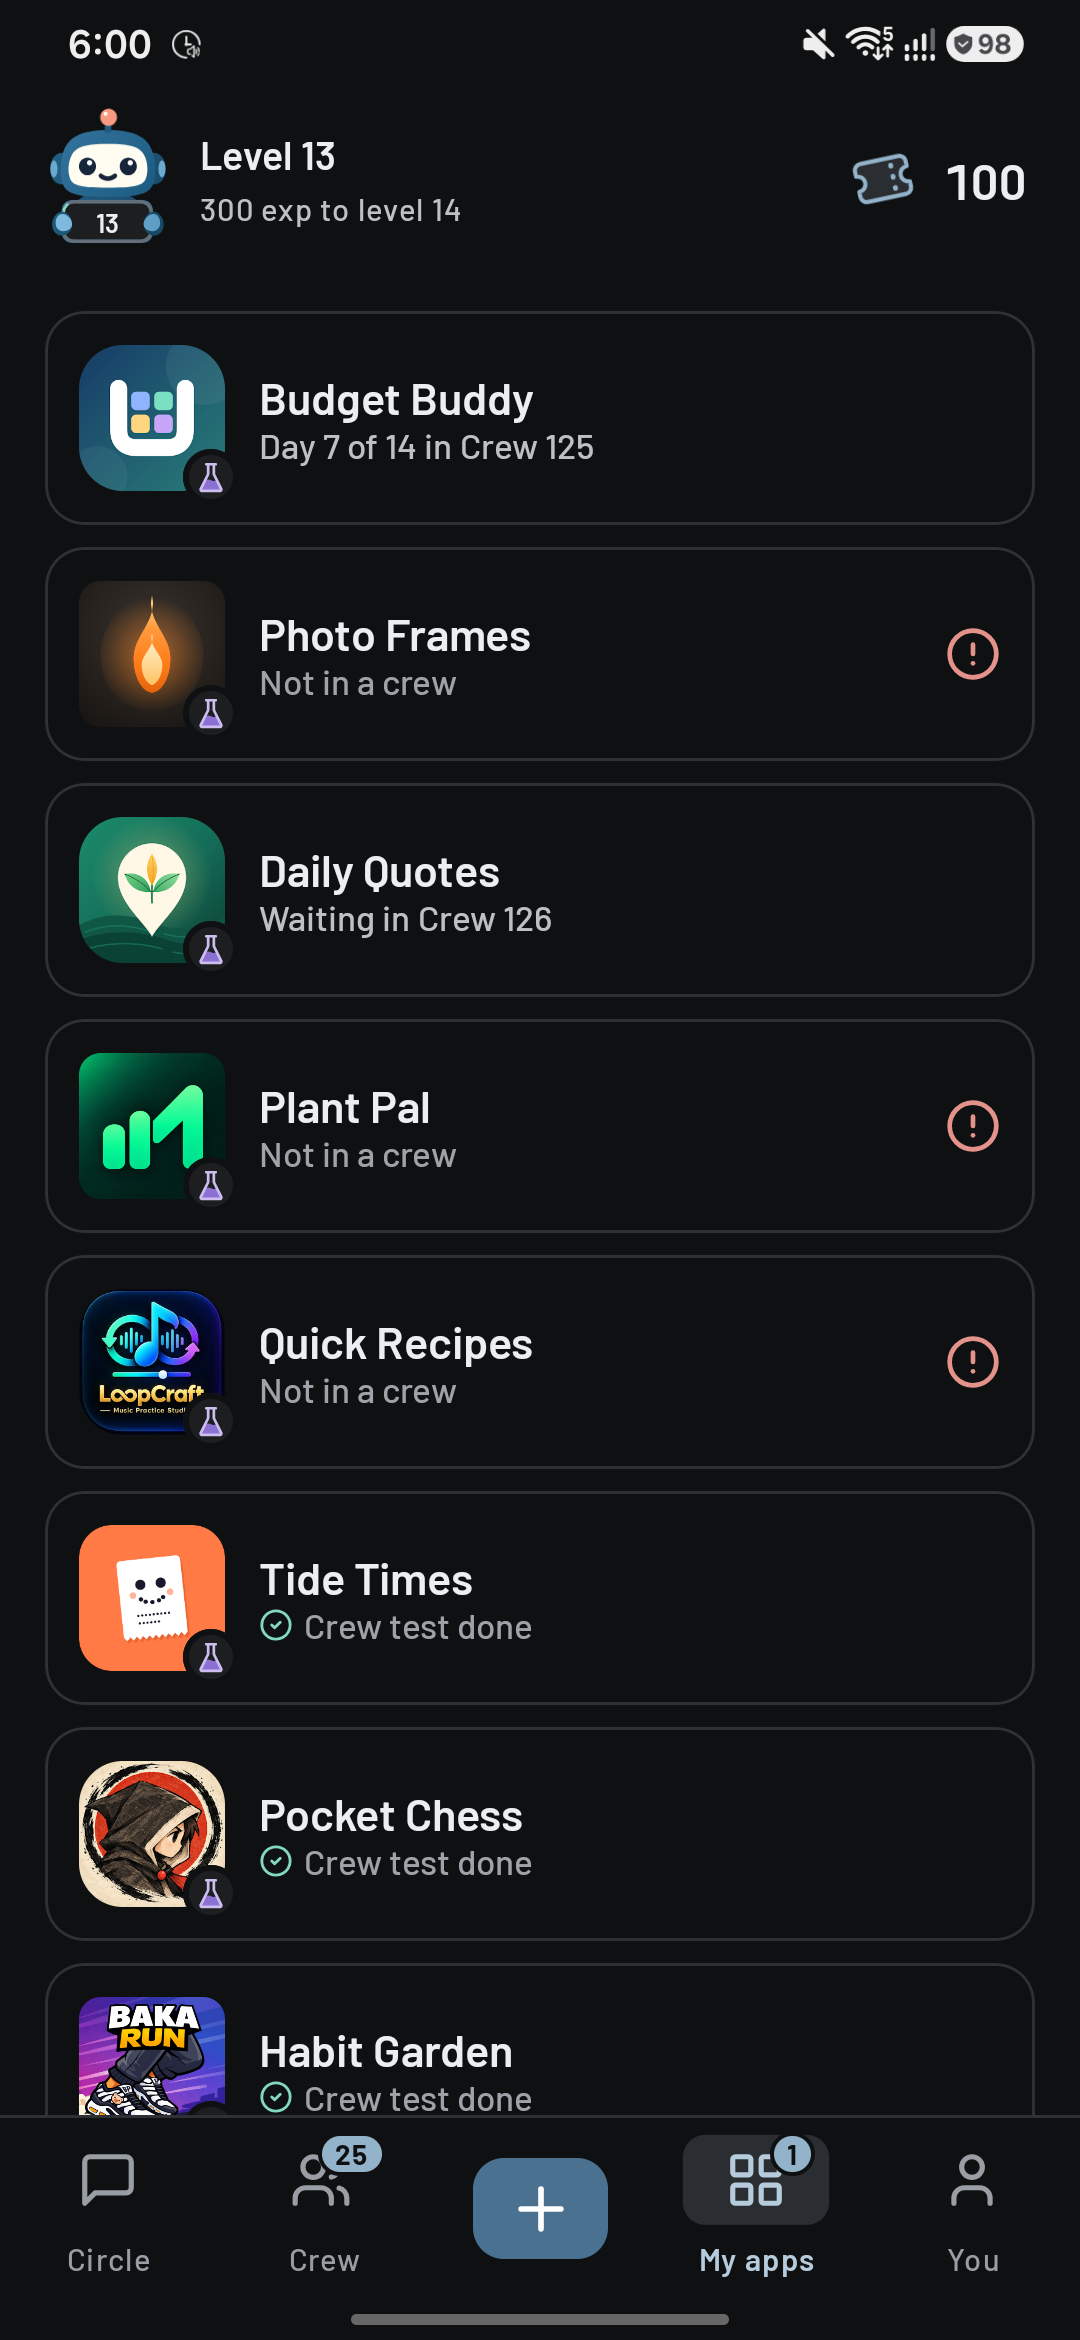 6:00
5
98
13
Level 13
300 exp to level 14
100
Budget Buddy
Day 7 of 14 in Crew 125
Photo Frames
Not in a crew
Daily Quotes
Waiting in Crew 126
Plant Pal
Not in a crew
LoopCraft
Music Practice
Quick Recipes
Not in a crew
Tide Times
Crew test done
Pocket Chess
Crew test done
BAKA
RUN
Habit Garden
Crew test done
25
1
Circle
Crew
My apps
You